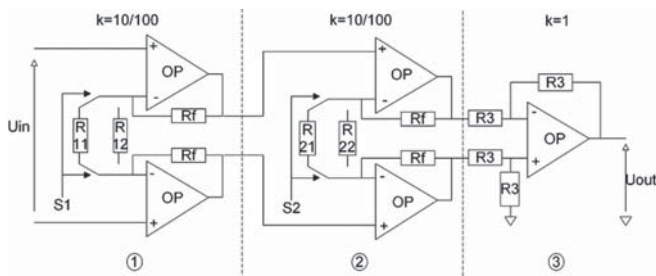 k=10/100
k=10/100
k=1
+
OP
-
Rf
R
11
R
12
Uin
Rf
-
OP
+
S1
+
OP
-
Rf
R
21
R
22
Rf
-
OP
+
S2
R3
R3
-
OP
+
R3
R3
Uout
①
②
③